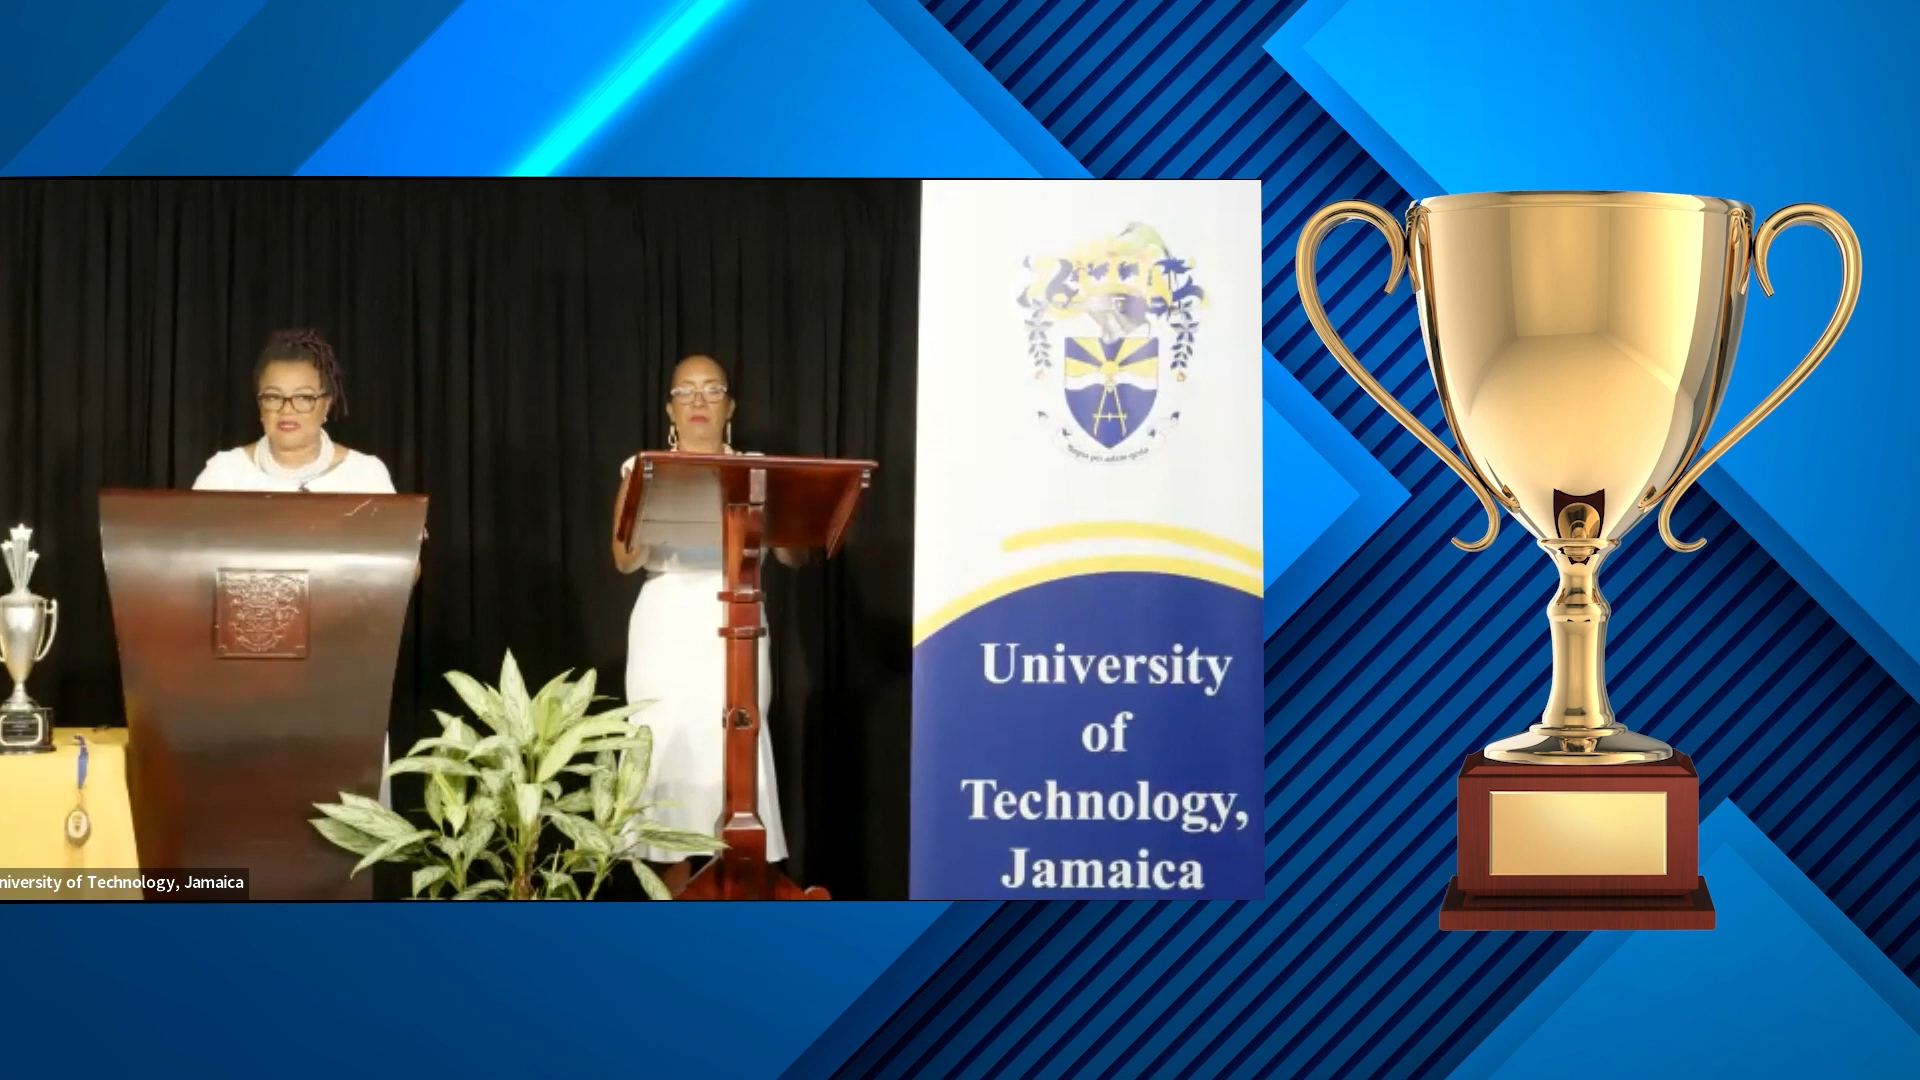 niversity of Technology, Jamaica
University
of
Technology,
Jamaica